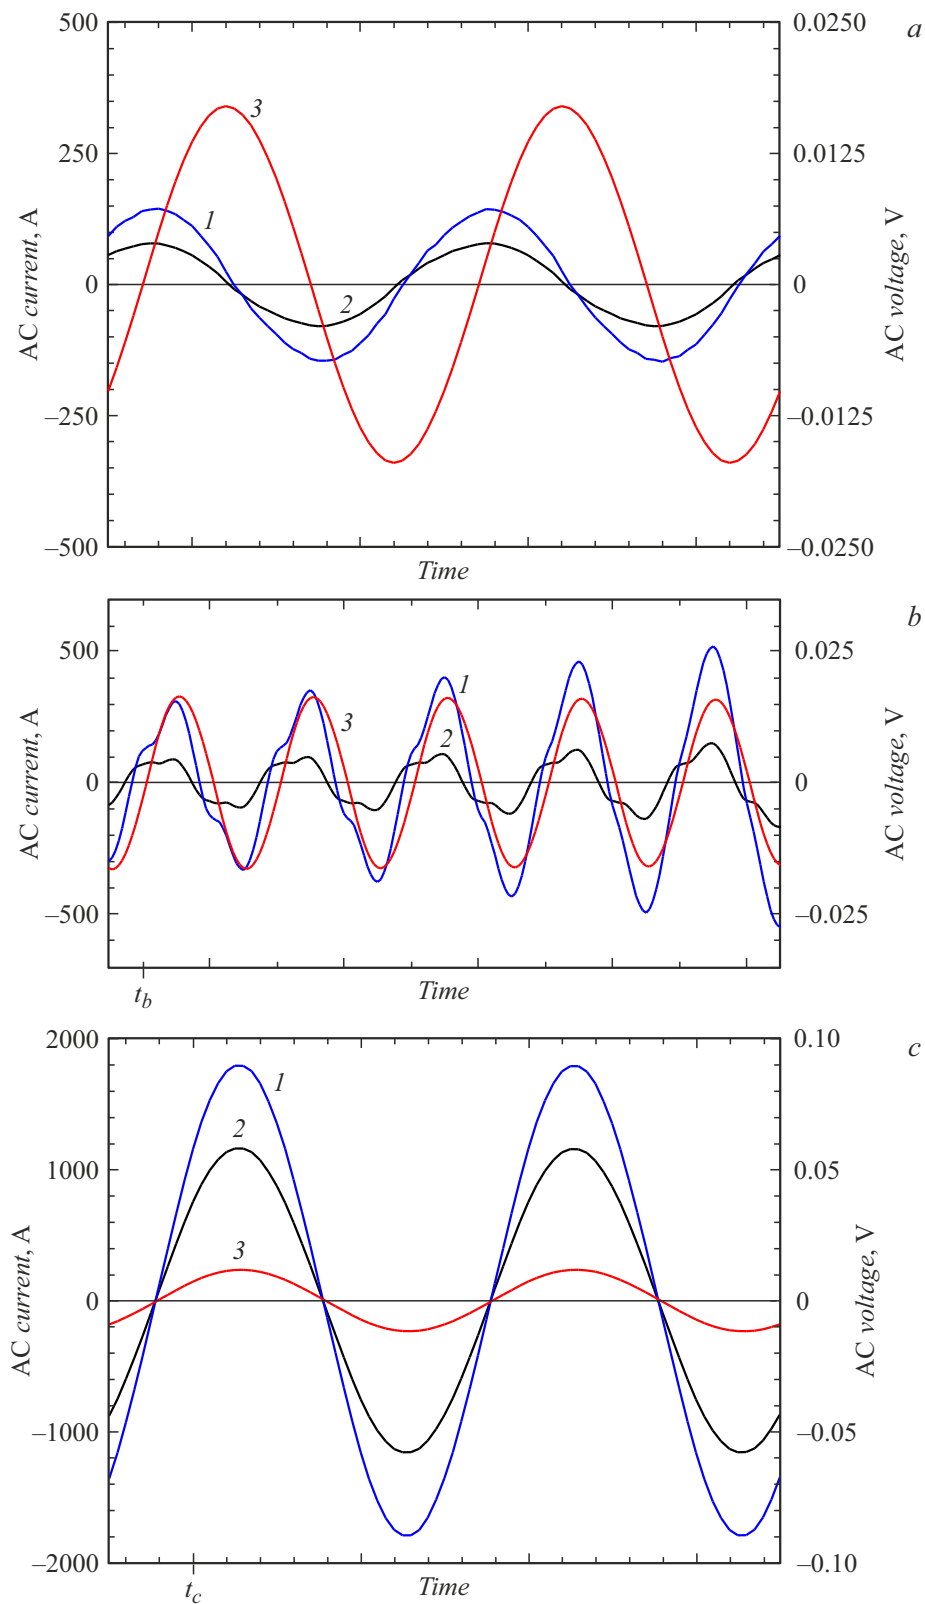 a
500
0.0250
3
250
0.0125
1
AC current, A
0
0
AC voltage, V
2
–250
–0.0125
–500
–0.0250
Time
b
500
0.025
1
3
2
AC current, A
0
0
AC voltage, V
–500
–0.025
t_b
Time
c
2000
0.10
1
2
1000
0.05
3
AC current, A
0
0
AC voltage, V
–1000
–0.05
–2000
–0.10
t_c
Time